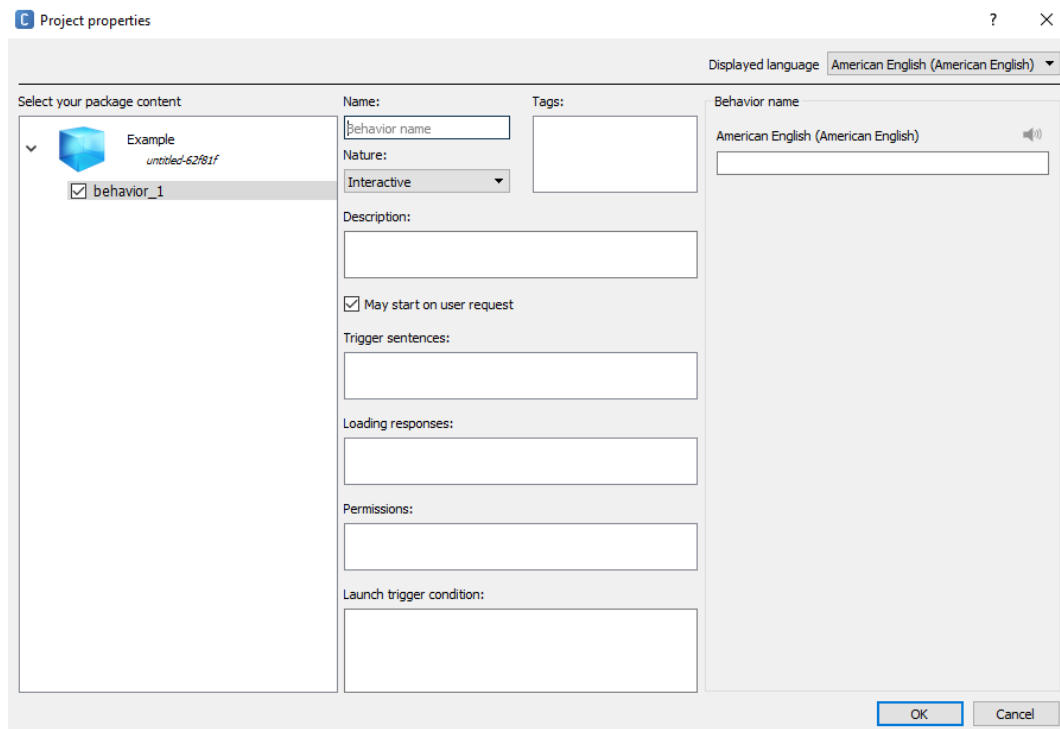 C Project properties ? ×
Displayed language American English (American English)
Select your package content
Example
untitled-62f81f
behavior_1
Name:
Behavior name
Tags:
Nature:
Interactive
Description:
May start on user request
Trigger sentences:
Loading responses:
Permissions:
Launch trigger condition:
Behavior name
American English (American English)
OK Cancel